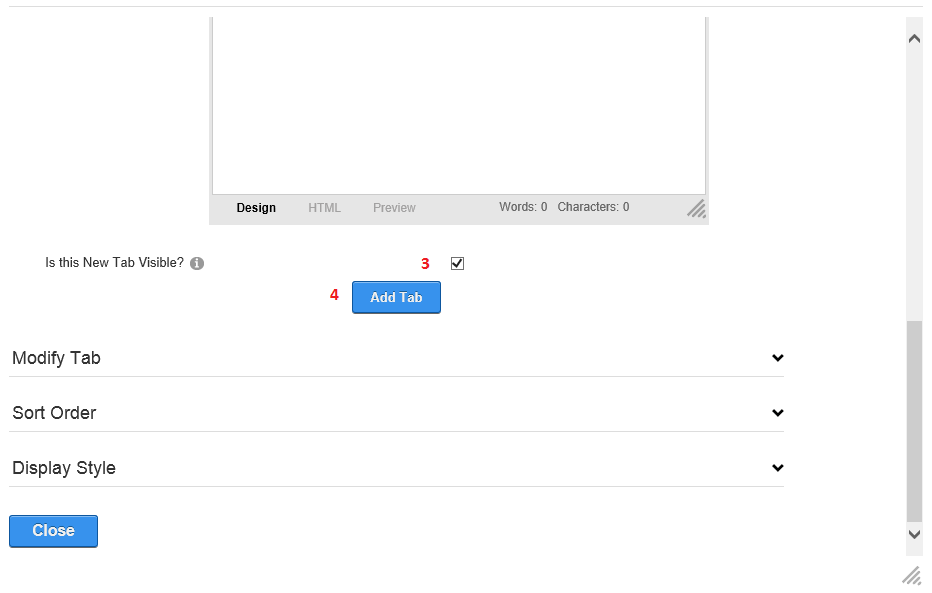 Design HTML Preview Words: 0 Characters: 0
Is this New Tab Visible? 3
4 Add Tab
Modify Tab
Sort Order
Display Style
Close